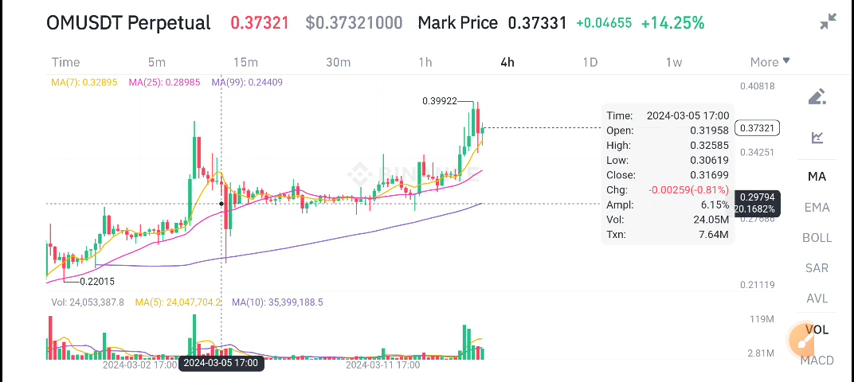 OMUSDT Perpetual 0.37321 $0.37321000 Mark Price 0.37331 +0.04655 +14.25%
Time 5m 15m 30m 1h 4h 1D 1w More
MA(7): 0.32895 MA(25): 0.28985 MA(99): 0.24409
0.40818
0.39922
0.37321
0.34251
0.29794
20.1682%
0.21119
0.22015
Time: 2024-03-05 17:00
Open: 0.31958
High: 0.32585
Low: 0.30619
Close: 0.31699
Chg: -0.00259(-0.81%)
Ampl: 6.15%
Vol: 24.05M
Txn: 7.64M
MA
EMA
BOLL
SAR
AVL
VOL
MACD
Vol: 24,053,387.8 MA(5): 24,047,704.2 MA(10): 35,399,188.5
119M
2.81M
2024-03-02 17:00 2024-03-05 17:00 2024-03-11 17:00